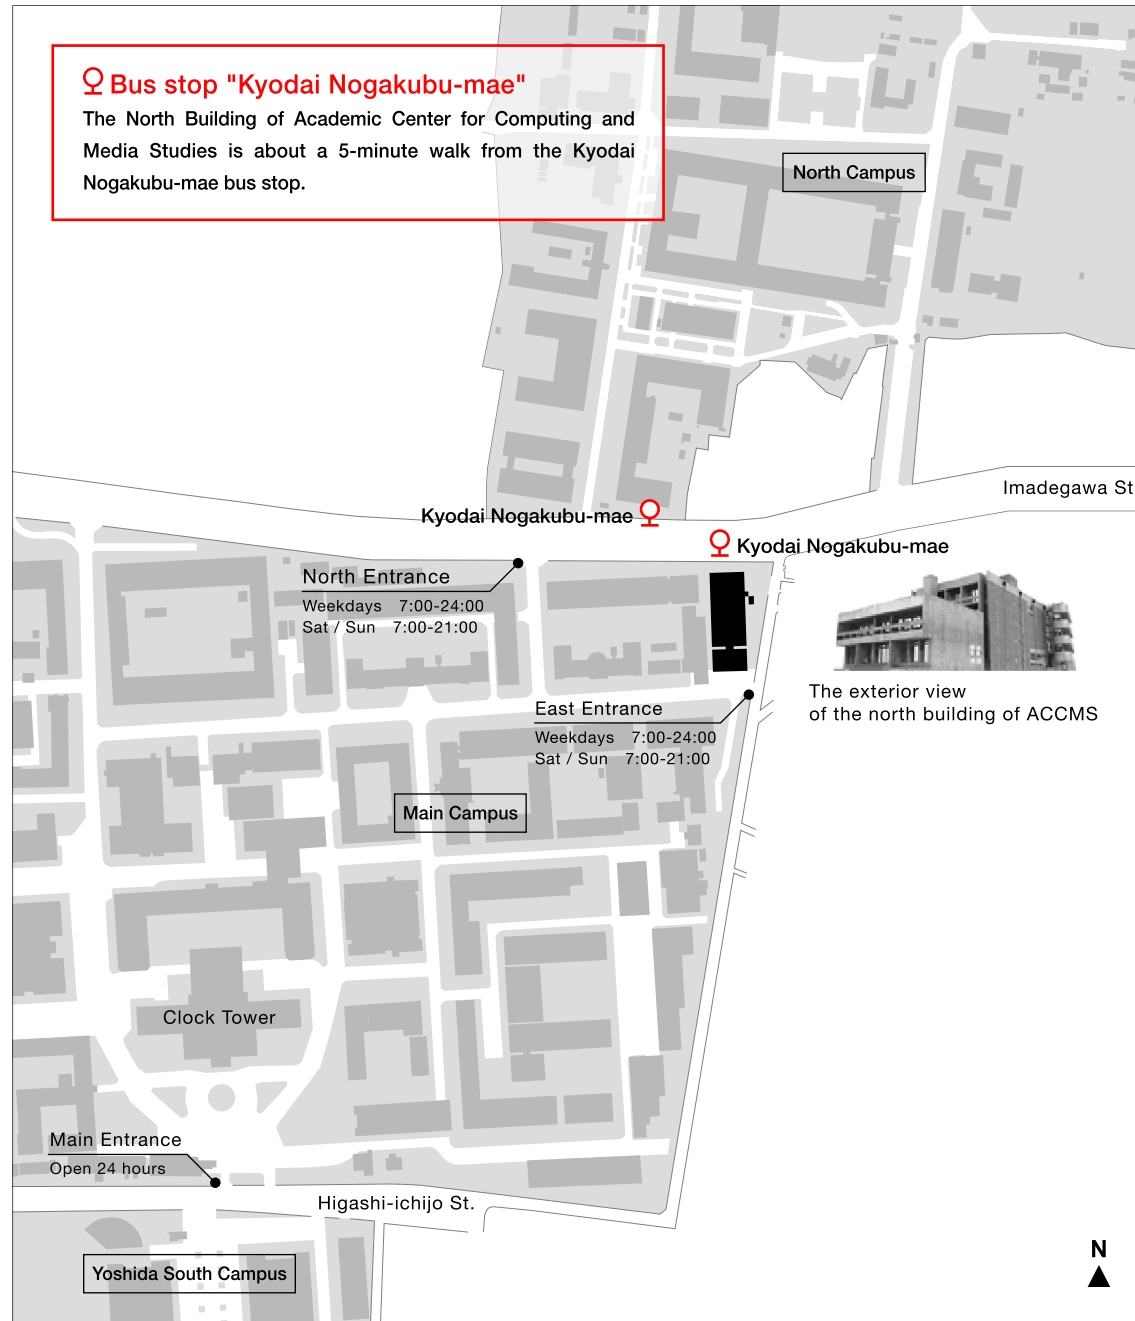 Bus stop "Kyodai Nogakubu-mae"
The North Building of Academic Center for Computing and
Media Studies is about a 5-minute walk from the Kyodai
Nogakubu-mae bus stop.
North Campus
Imadegawa St
Kyodai Nogakubu-mae
Kyodai Nogakubu-mae
North Entrance
Weekdays 7:00-24:00
Sat / Sun 7:00-21:00
The exterior view
of the north building of ACCMS
East Entrance
Weekdays 7:00-24:00
Sat / Sun 7:00-21:00
Main Campus
Clock Tower
Main Entrance
Open 24 hours
Higashi-ichijo St.
Yoshida South Campus
N